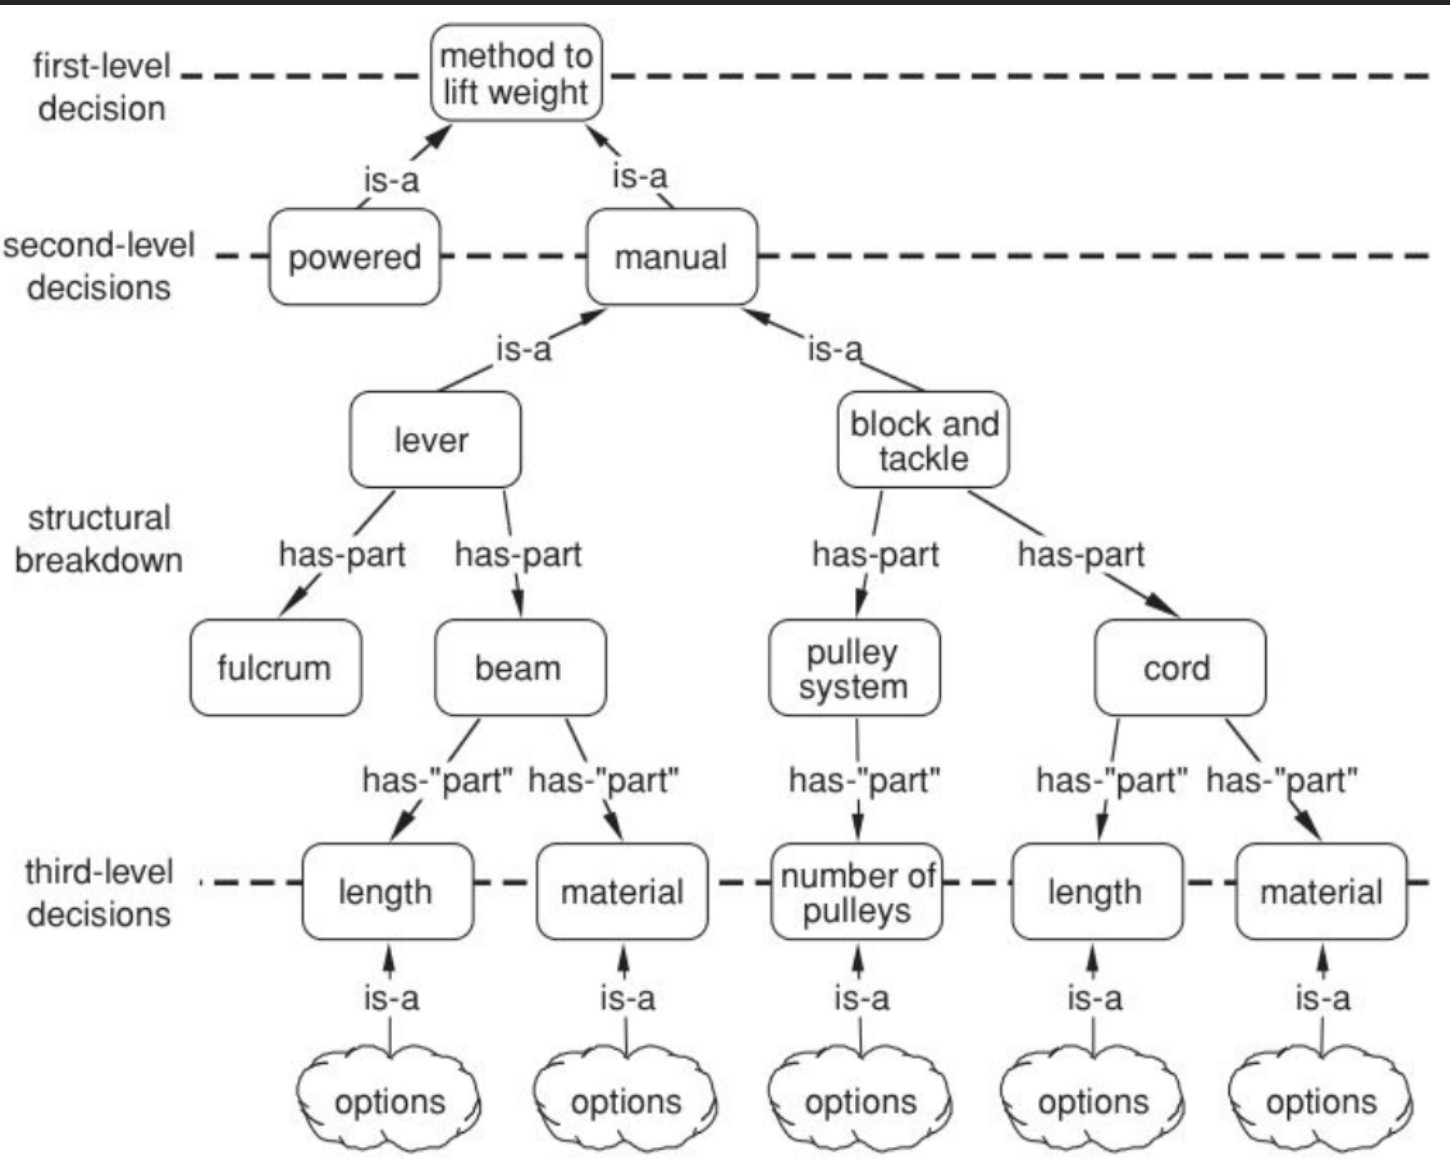 first-level
decision
method to
lift weight
is-a
is-a
second-level
decisions
powered
manual
is-a
is-a
lever
block and
tackle
structural
breakdown
has-part
has-part
has-part
has-part
fulcrum
beam
pulley
system
cord
has-"part"
has-"part"
has-"part"
has-"part"
has-"part"
third-level
decisions
length
material
number of
pulleys
length
material
is-a
is-a
is-a
is-a
is-a
options
options
options
options
options